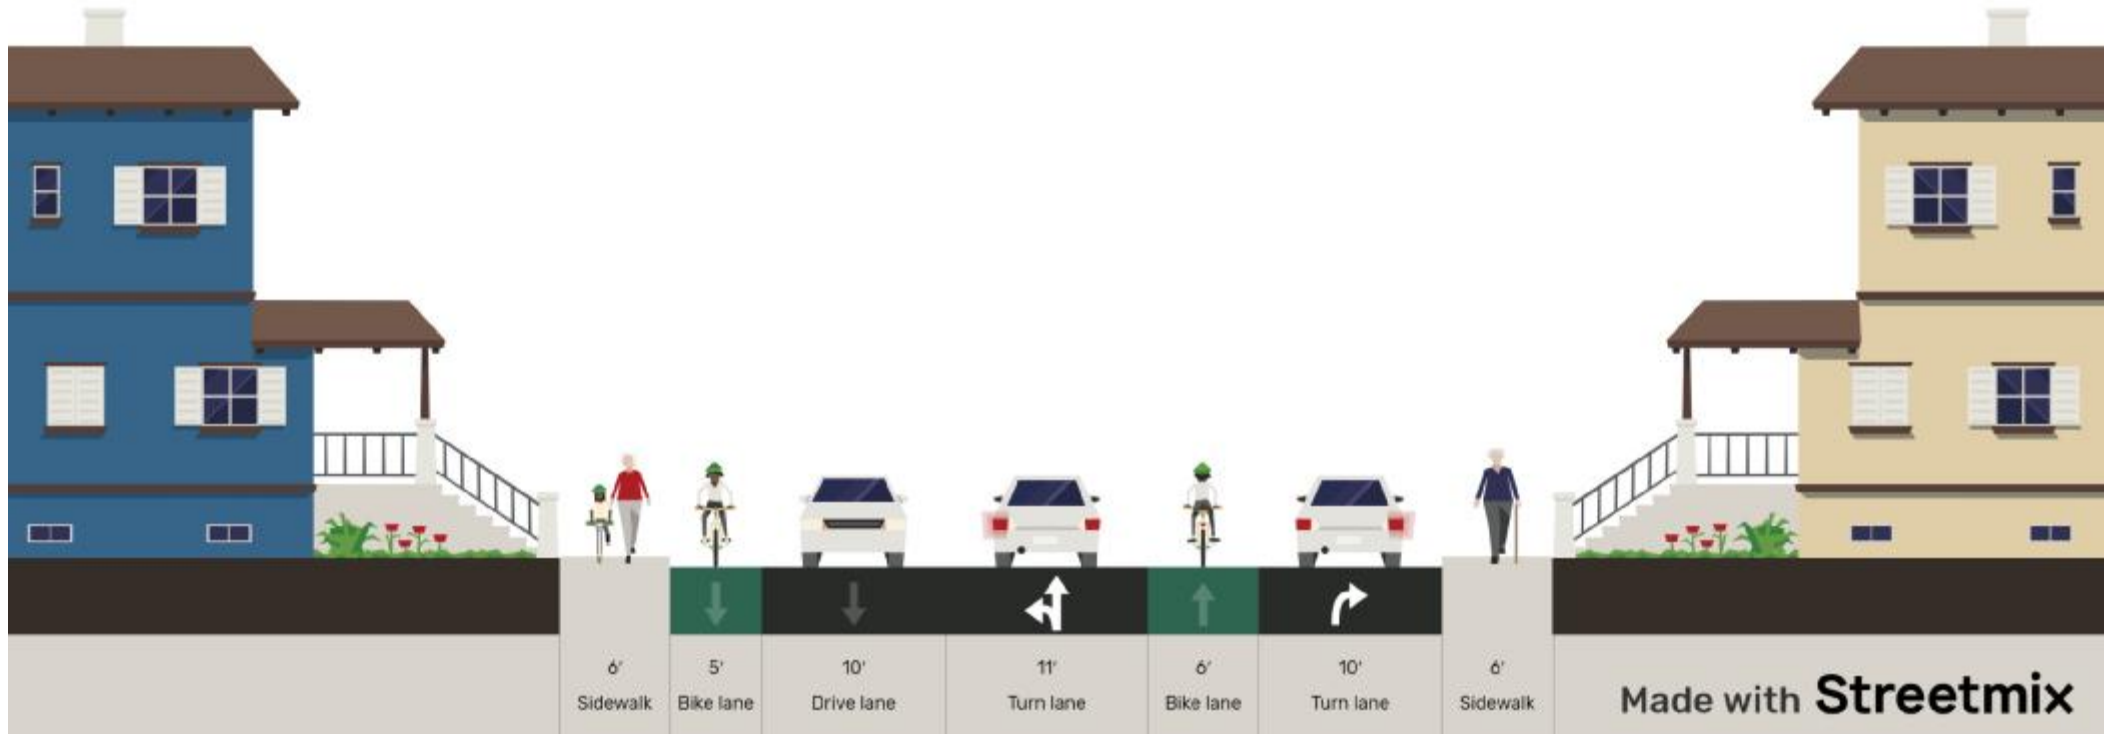 6' 5' 10' 11' 6' 10' 6'
Sidewalk Bike lane Drive lane Turn lane Bike lane Turn lane Sidewalk
Made with Streetmix